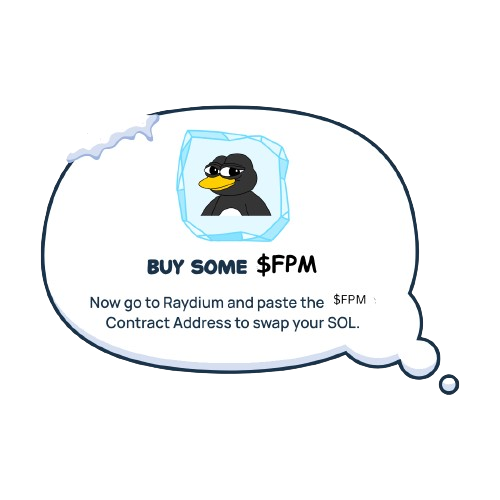 BUY SOME $FPM
Now go to Raydium and paste the $FPM
Contract Address to swap your SOL.